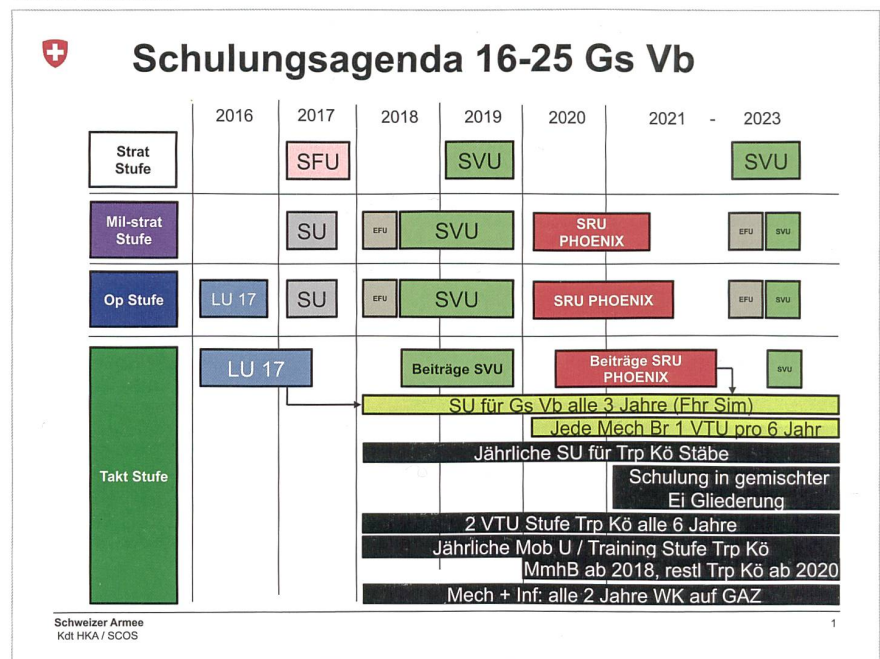 Schulungsagenda 16-25 Gs Vb
2016 2017 2018 2019 2020 2021 - 2023
Strat
Stufe
SFU SVU SVU
Mil-strat
Stufe
SU EFU SVU SRU
PHOENIX EFU SVU
Op Stufe LU 17 SU EFU SVU SRU PHOENIX EFU SVU
Takt Stufe
LU 17 Beiträge SVU Beiträge SRU
PHOENIX SVU
SU für Gs Vb alle 3 Jahre (Fhr Sim)
Jede Mech Br 1 VTU pro 6 Jahr
Jährliche SU für Trp Kö Stäbe
Schulung in gemischter
Ei Gliederung
2 VTU Stufe Trp Kö alle 6 Jahre
Jährliche Mob U / Training Stufe Trp Kö
MmhB ab 2018, restl Trp Kö ab 2020
Mech + Inf: alle 2 Jahre WK auf GAZ
Schweizer Armee
Kdt HKA / SCOS
1